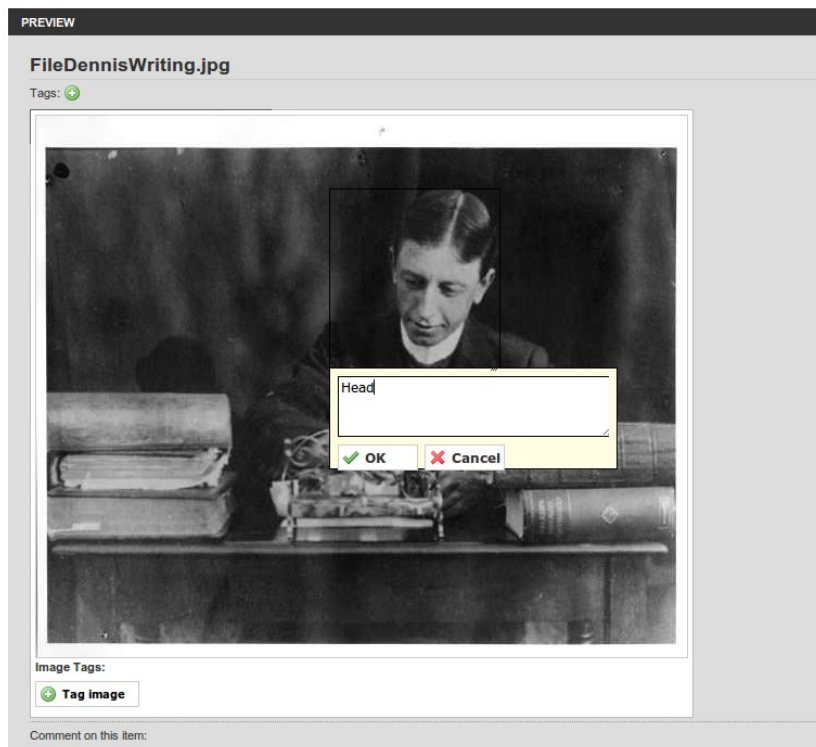 PREVIEW
FileDennisWriting.jpg
Tags:
Head
OK Cancel
Image Tags:
Tag image
Comment on this item: